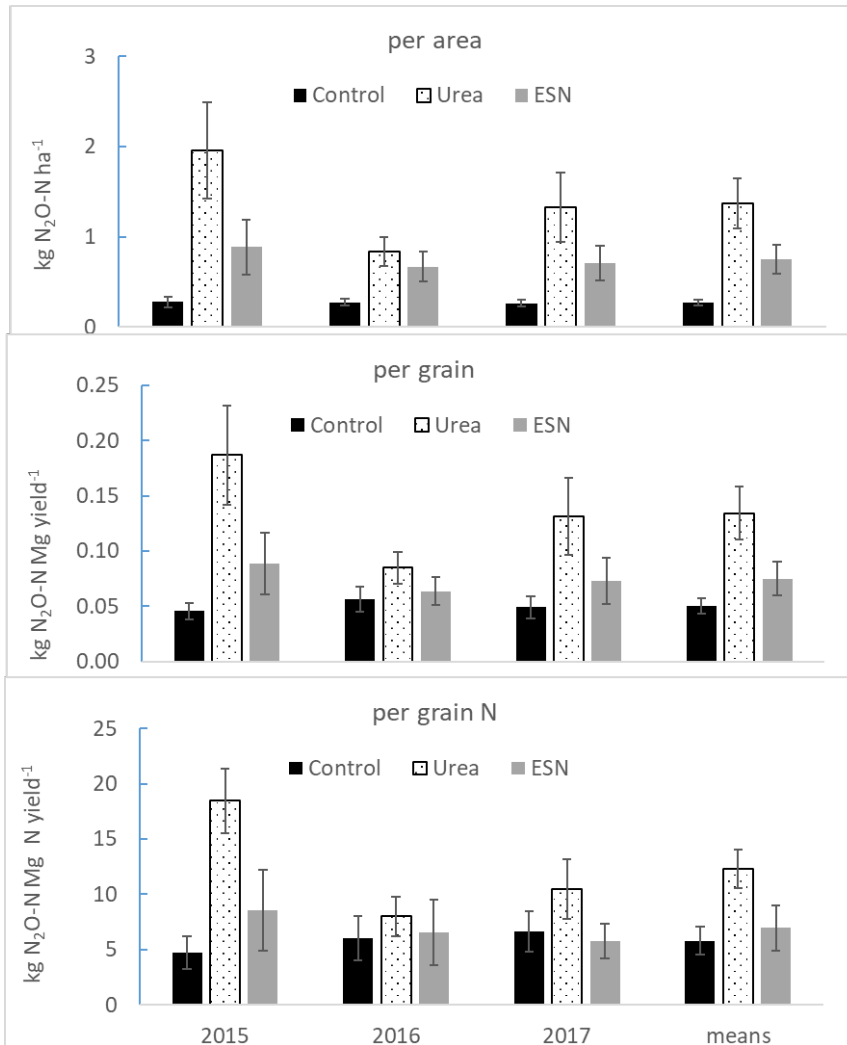 per area
3
Control Urea ESN
2
1
0
kg N₂O-N ha⁻¹
per grain
0.25
Control Urea ESN
0.20
0.15
0.10
0.05
0.00
kg N₂O-N Mg yield⁻¹
per grain N
25
Control Urea ESN
20
15
10
5
0
kg N₂O-N Mg N yield⁻¹
2015 2016 2017 means